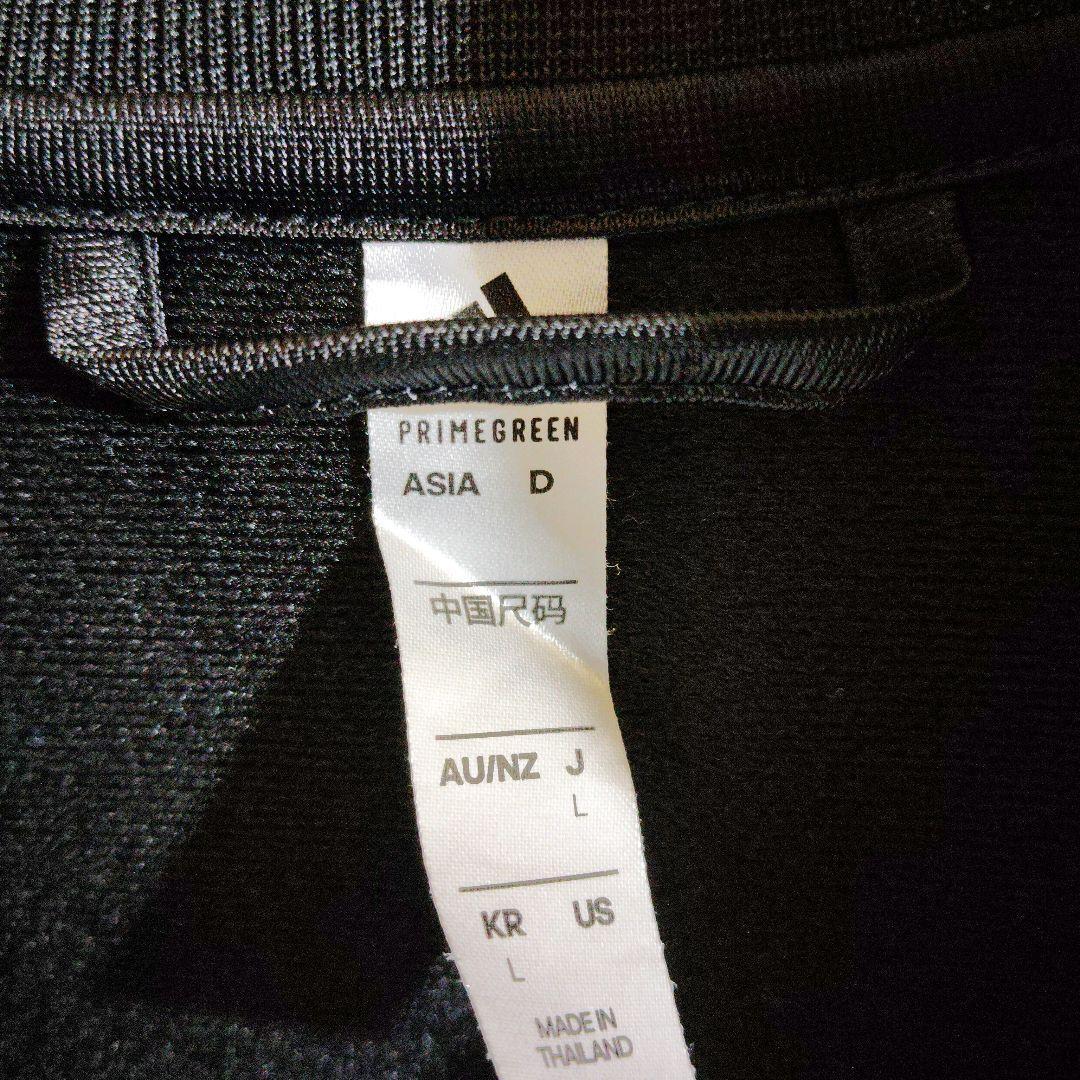 PRIMEGREEN
ASIA D
中国尺码
AU/NZ J
L
KR US
L
MADE IN
THAILAND